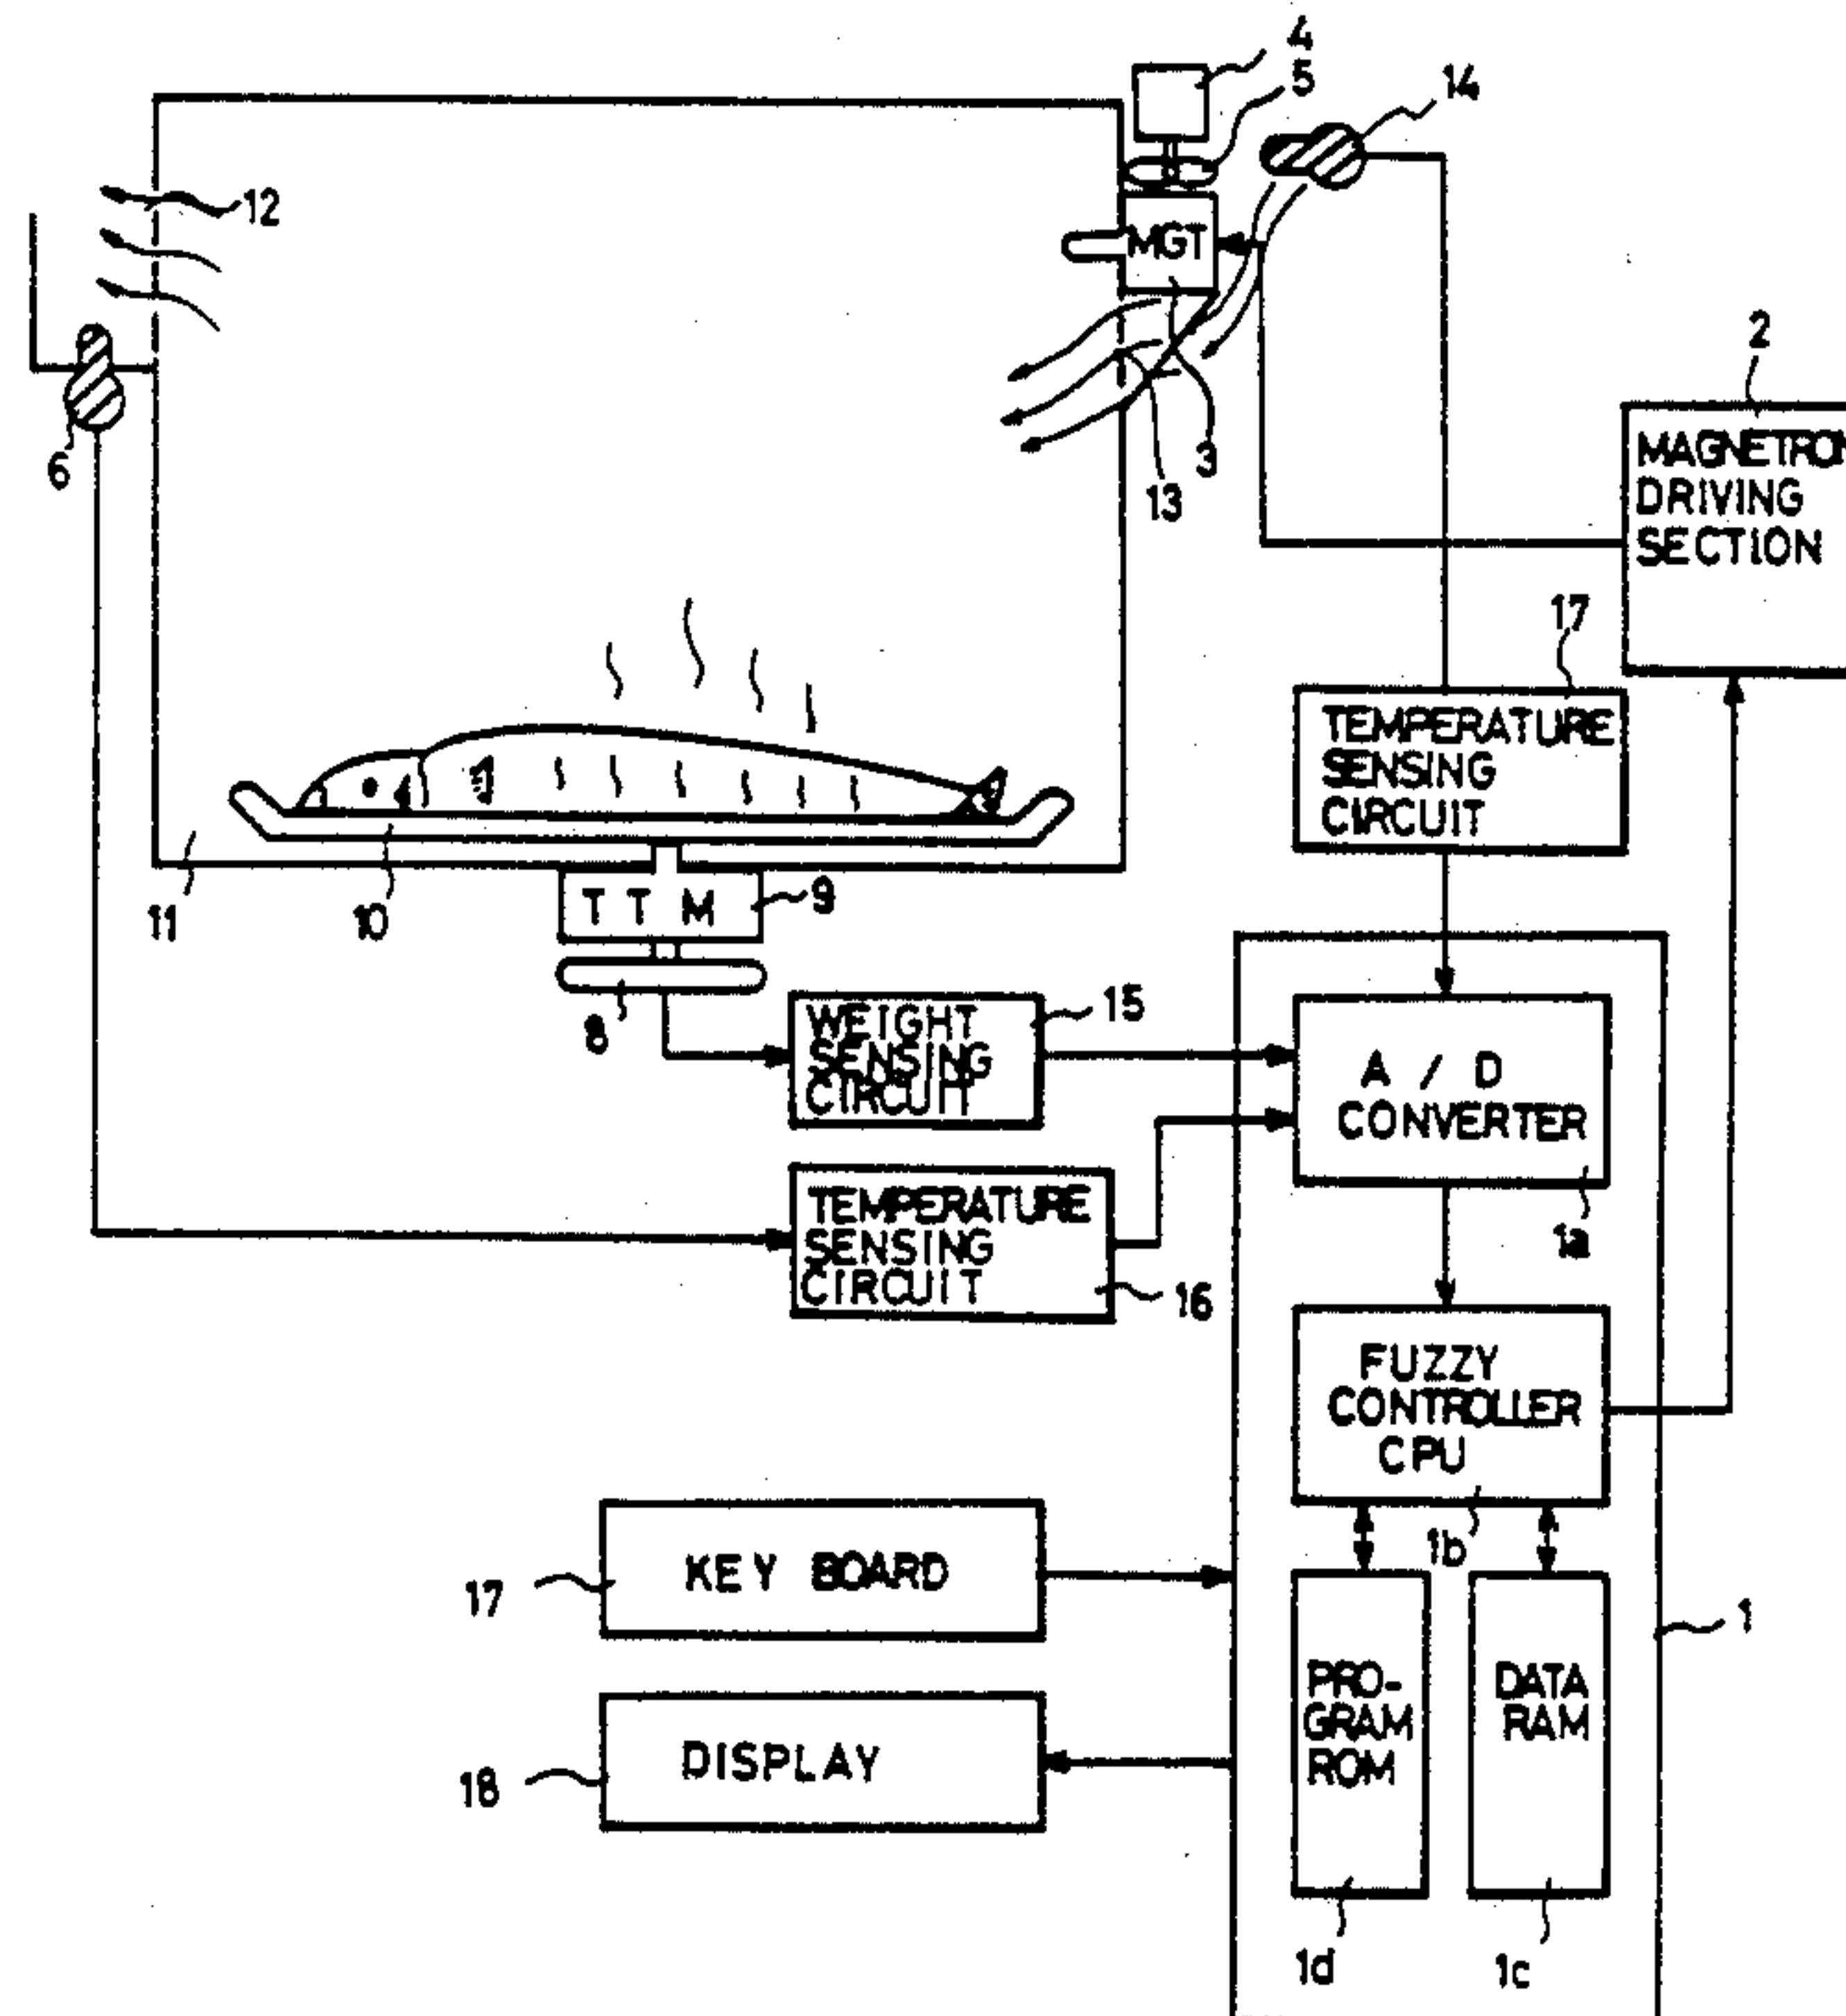 4
5
14
12
MGT
2
6
3
13
MAGNETRON
DRIVING
SECTION
17
TEMPERATURE
SENSING
CIRCUIT
11
10
T T M
9
8
WEIGHT
SENSING
CIRCUIT
15
A / D
CONVERTER
1a
TEMPERATURE
SENSING
CIRCUIT
16
FUZZY
CONTROLLER
CPU
1b
17
KEY BOARD
1
PRO-
GRAM
ROM
DATA
RAM
18
DISPLAY
1d
1c